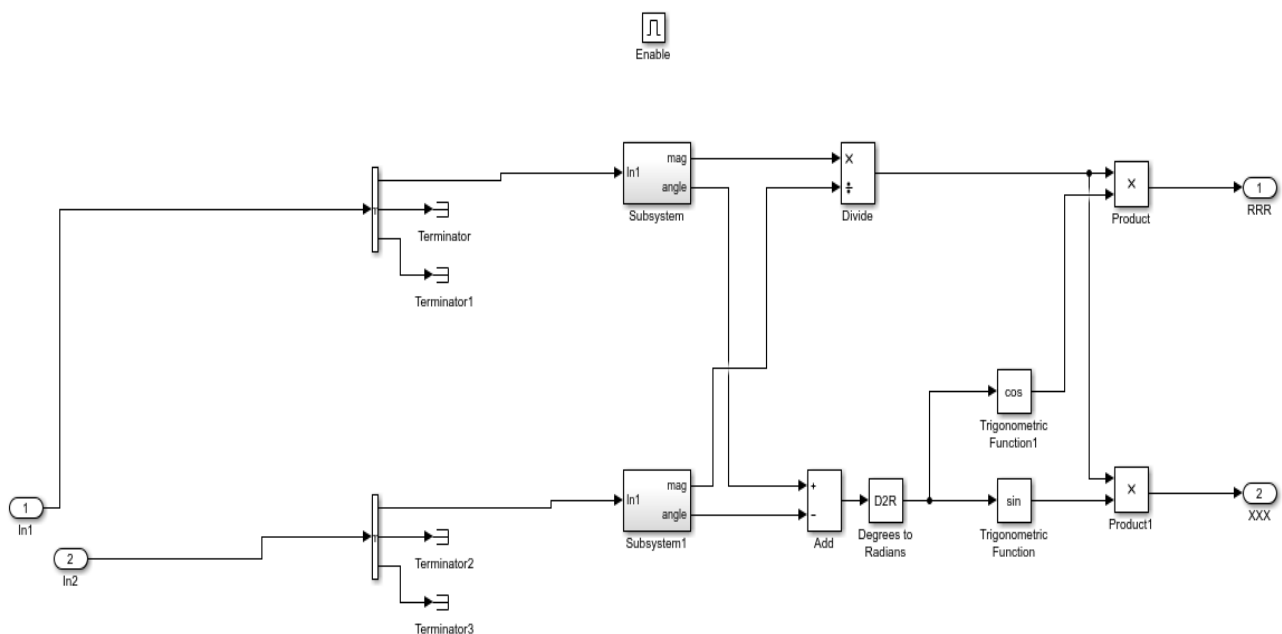 Enable
mag
In1
angle
Subsystem
×
÷
Divide
×
Product
1
RRR
T
Terminator
Terminator1
cos
Trigonometric
Function1
1
In1
2
In2
T
Terminator2
Terminator3
mag
In1
angle
Subsystem1
+
−
Add
D2R
Degrees to
Radians
sin
Trigonometric
Function
×
Product1
2
XXX